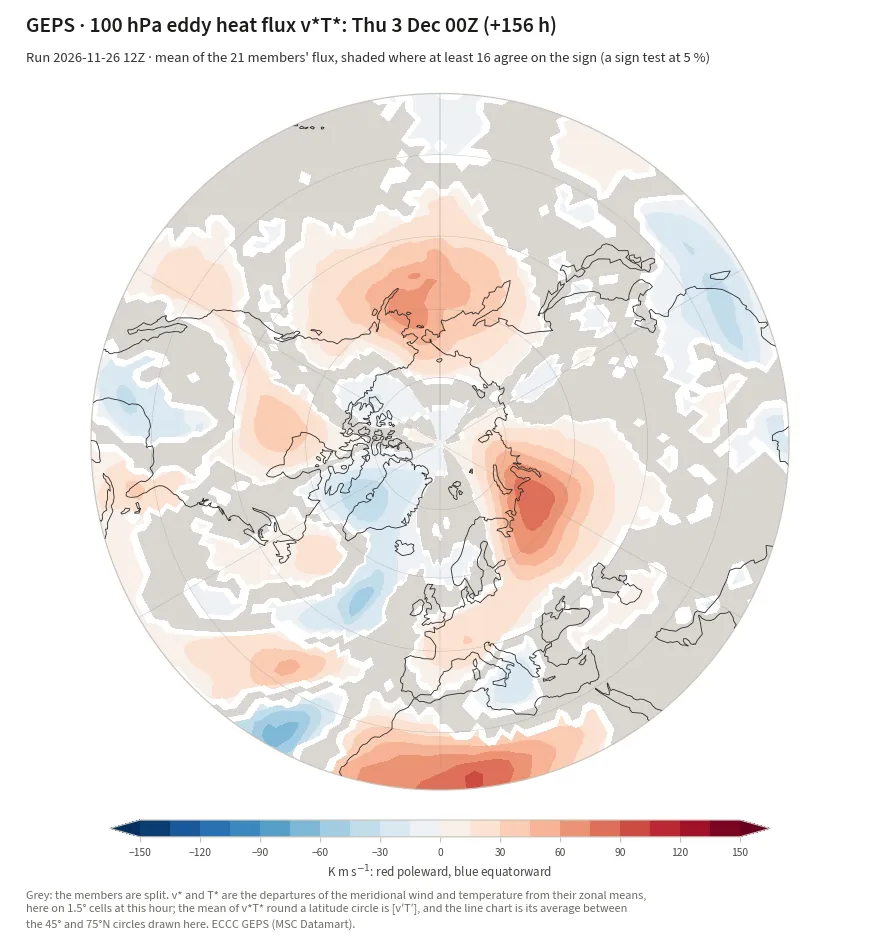 GEPS · 100 hPa eddy heat flux v*T*: Thu 3 Dec 00Z (+156 h)
Run 2026-11-26 12Z · mean of the 21 members' flux, shaded where at least 16 agree on the sign (a sign test at 5 %)
−150 −120 −90 −60 −30 0 30 60 90 120 150
K m s⁻¹: red poleward, blue equatorward
Grey: the members are split. v* and T* are the departures of the meridional wind and temperature from their zonal means,
here on 1.5° cells at this hour; the mean of v*T* round a latitude circle is [v'T'], and the line chart is its average between
the 45° and 75°N circles drawn here. ECCC GEPS (MSC Datamart).